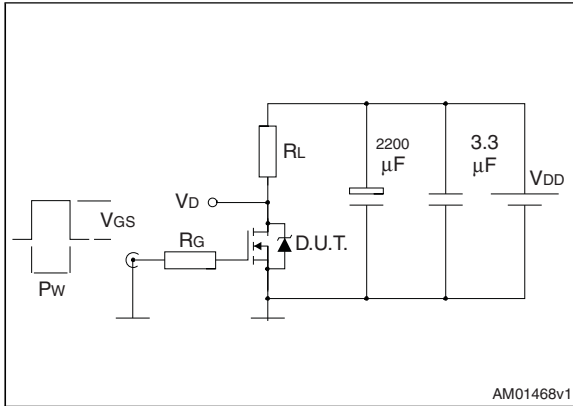 2200
μF
3.3
μF
RL
VDD
VD
VGS
RG
D.U.T.
PW
AM01468v1